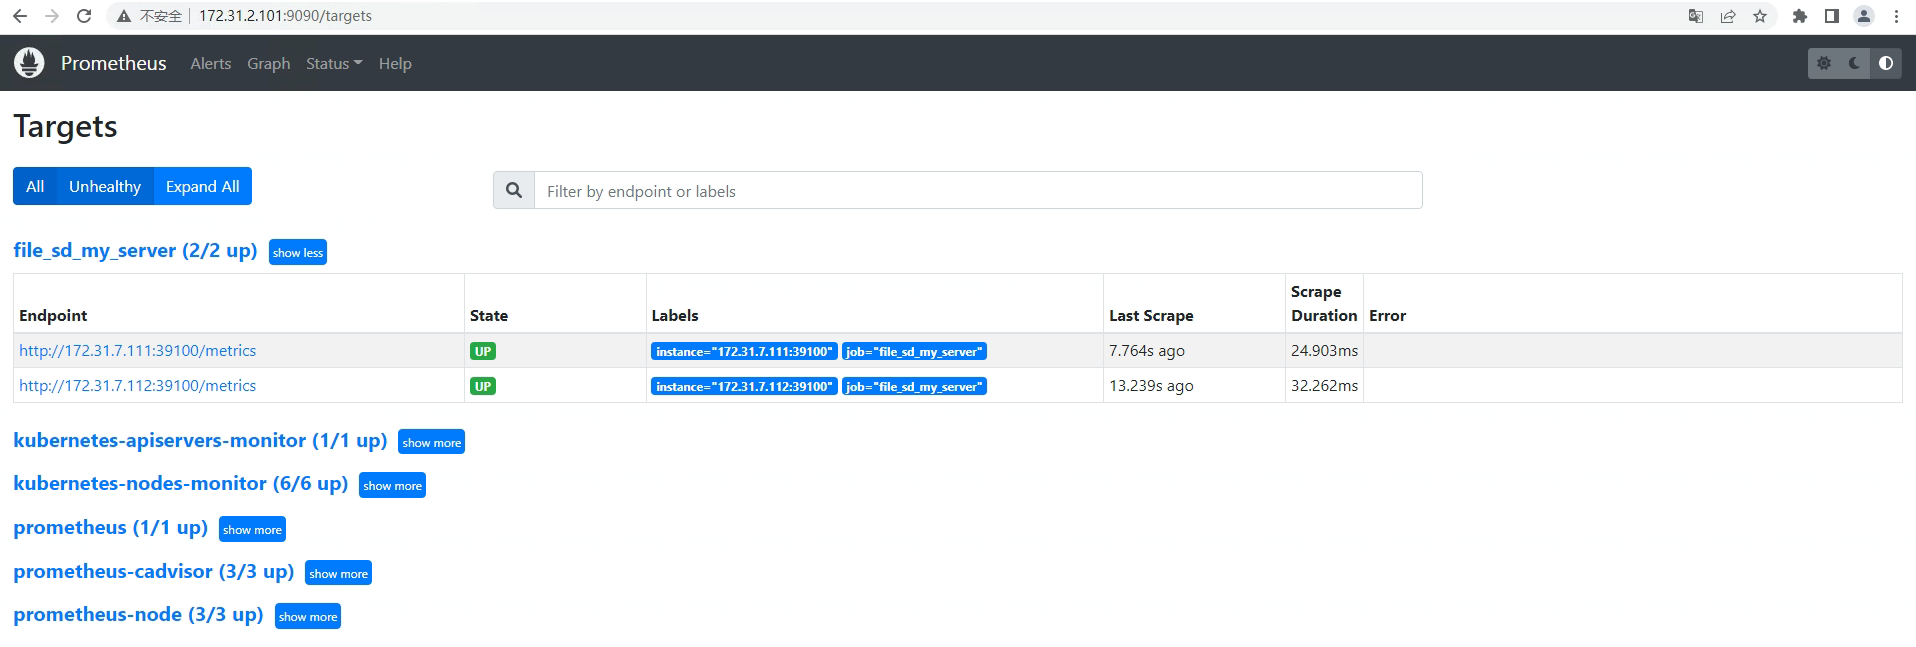 不安全 172.31.2.101:9090/targets
Prometheus Alerts Graph Status Help
Targets
All Unhealthy Expand All Filter by endpoint or labels
file_sd_my_server (2/2 up) show less
Endpoint State Labels Last Scrape Scrape Duration Error
http://172.31.7.111:39100/metrics UP instance="172.31.7.111:39100" job="file_sd_my_server" 7.764s ago 24.903ms
http://172.31.7.112:39100/metrics UP instance="172.31.7.112:39100" job="file_sd_my_server" 13.239s ago 32.262ms
kubernetes-apiservers-monitor (1/1 up) show more
kubernetes-nodes-monitor (6/6 up) show more
prometheus (1/1 up) show more
prometheus-cadvisor (3/3 up) show more
prometheus-node (3/3 up) show more